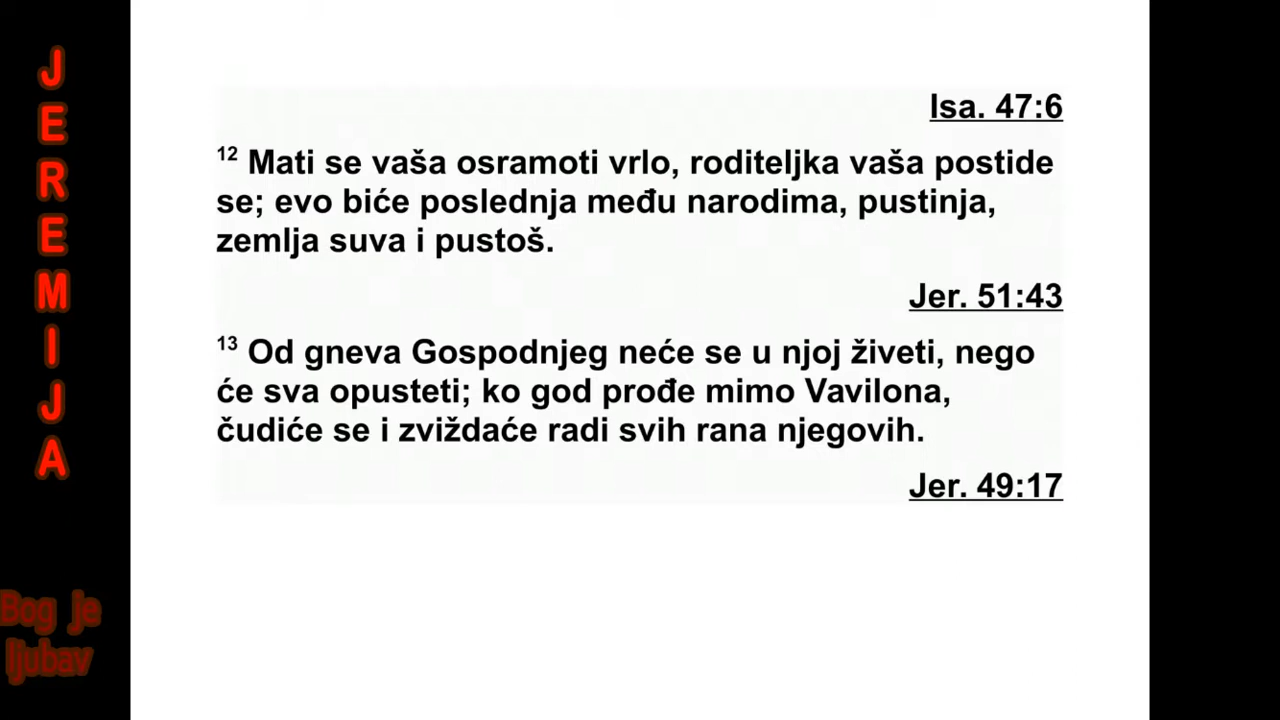 JEREMIJA
Bog je
ljubav
Isa. 47:6
12 Mati se vaša osramoti vrlo, roditeljka vaša postide
se; evo biće poslednja među narodima, pustinja,
zemlja suva i pustoš.
Jer. 51:43
13 Od gneva Gospodnjeg neće se u njoj živeti, nego
će sva opusteti; ko god prođe mimo Vavilona,
čudiće se i zviždaće radi svih rana njegovih.
Jer. 49:17